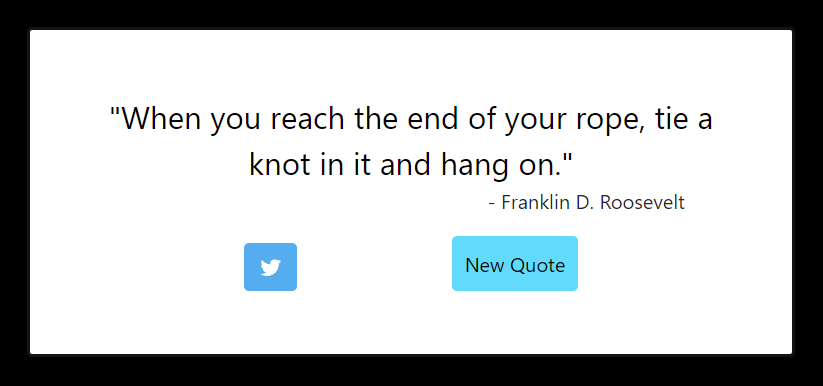 "When you reach the end of your rope, tie a
knot in it and hang on."
- Franklin D. Roosevelt
New Quote